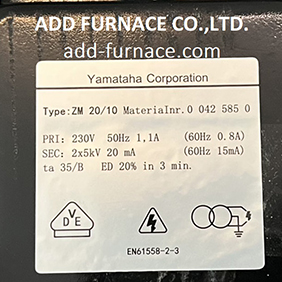 ADD FURNACE CO.,LTD.
add-furnace.com
Yamataha Corporation
Type:ZM 20/10 Materialnr.0 042 585 0
PRI: 230V 50Hz 1,1A (60Hz 0.8A)
SEC: 2x5kV 20 mA (60Hz 15mA)
ta 35/B ED 20% in 3 min.
VDE
EN61558-2-3